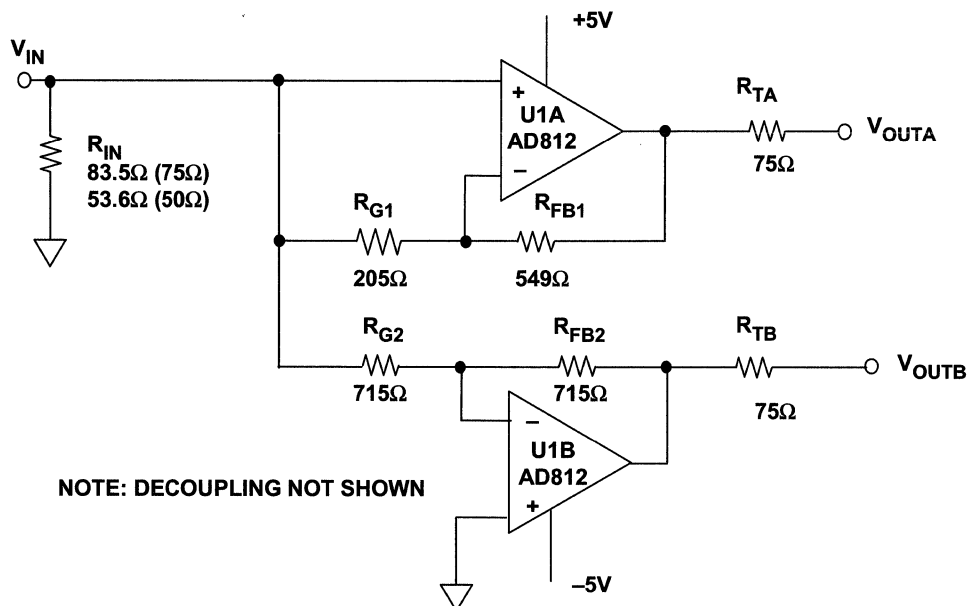 +5V
V_IN
R_IN
83.5Ω (75Ω)
53.6Ω (50Ω)
+
U1A
AD812
–
R_TA
75Ω
V_OUTA
R_G1
205Ω
R_FB1
549Ω
R_G2
715Ω
R_FB2
715Ω
R_TB
75Ω
V_OUTB
–
U1B
AD812
+
NOTE: DECOUPLING NOT SHOWN
–5V